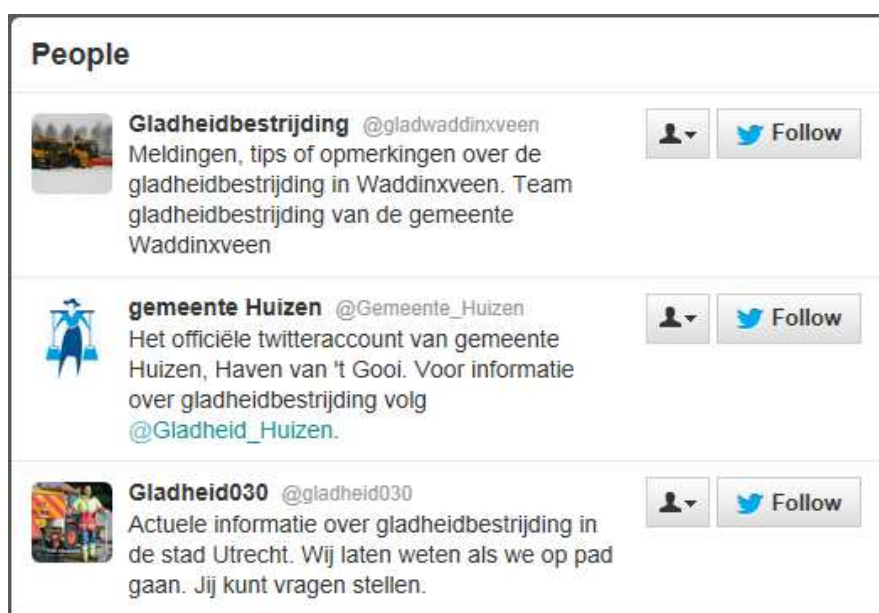 People
Gladheidbestrijding @gladwaddinxveen
Follow
Meldingen, tips of opmerkingen over de
gladheidbestrijding in Waddinxveen. Team
gladheidbestrijding van de gemeente
Waddinxveen
gemeente Huizen @Gemeente_Huizen
Follow
Het officiële twitteraccount van gemeente
Huizen, Haven van 't Gooi. Voor informatie
over gladheidbestrijding volg
@Gladheid_Huizen.
Gladheid030 @gladheid030
Follow
Actuele informatie over gladheidbestrijding in
de stad Utrecht. Wij laten weten als we op pad
gaan. Jij kunt vragen stellen.